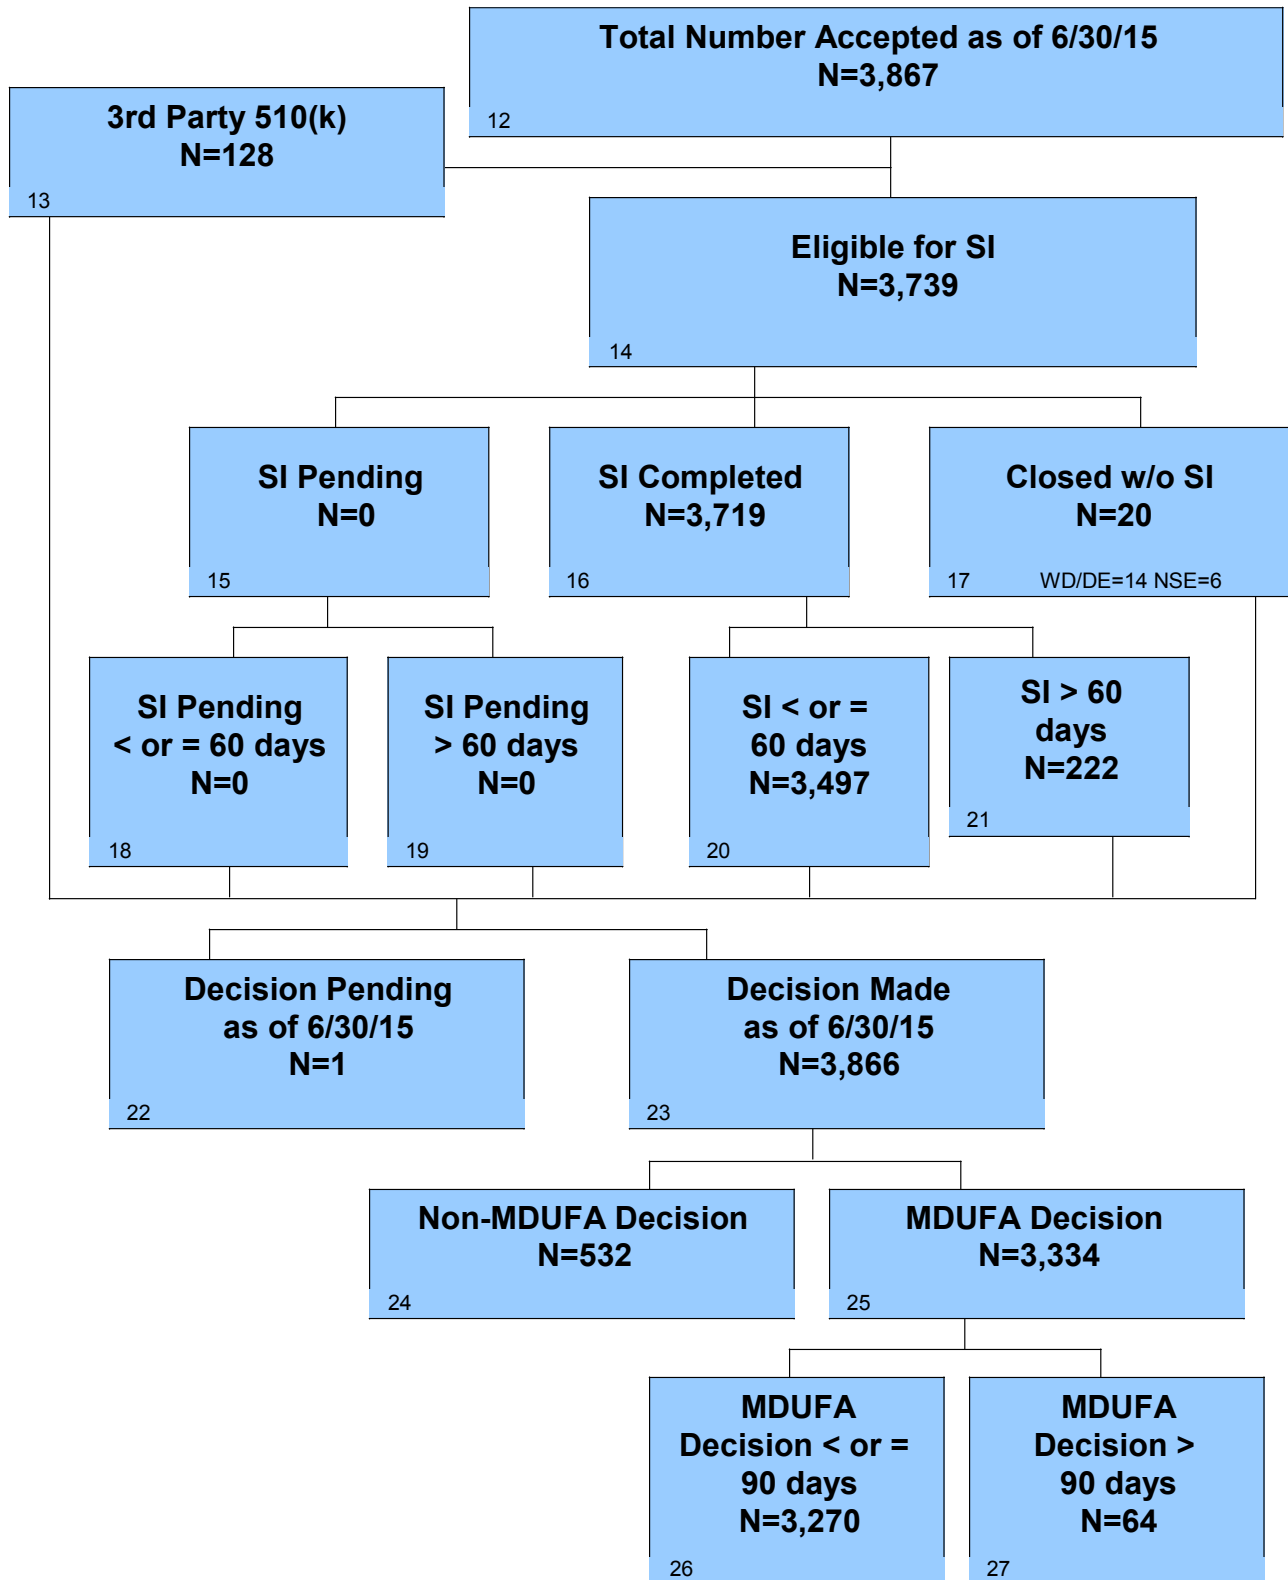 Total Number Accepted as of 6/30/15
N=3,867
12
3rd Party 510(k)
N=128
13
Eligible for SI
N=3,739
14
SI Pending
N=0
15
SI Completed
N=3,719
16
Closed w/o SI
N=20
17 WD/DE=14 NSE=6
SI Pending
< or = 60 days
N=0
18
SI Pending
> 60 days
N=0
19
SI < or =
60 days
N=3,497
20
SI > 60
days
N=222
21
Decision Pending
as of 6/30/15
N=1
22
Decision Made
as of 6/30/15
N=3,866
23
Non-MDUFA Decision
N=532
24
MDUFA Decision
N=3,334
25
MDUFA
Decision < or =
90 days
N=3,270
26
MDUFA
Decision >
90 days
N=64
27